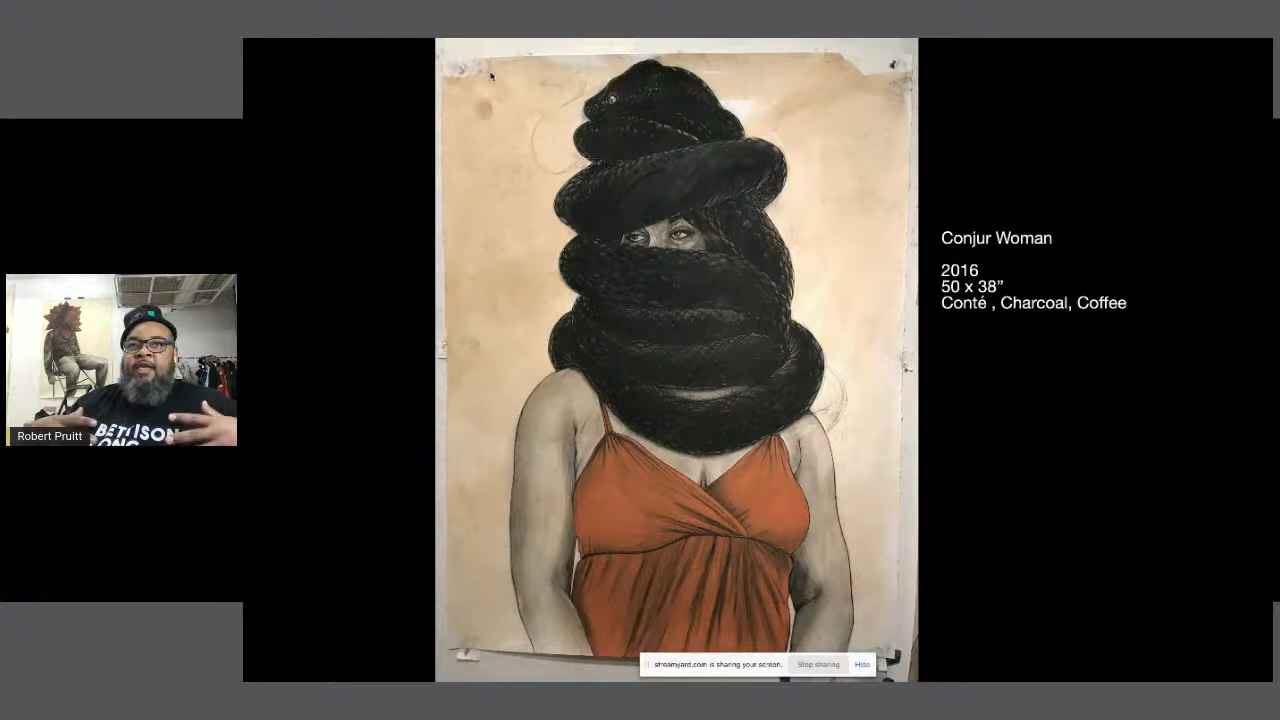 Conjur Woman
2016
50 x 38”
Conté , Charcoal, Coffee
Robert Pruitt
streamyard.com is sharing your screen.
Stop sharing
Hide